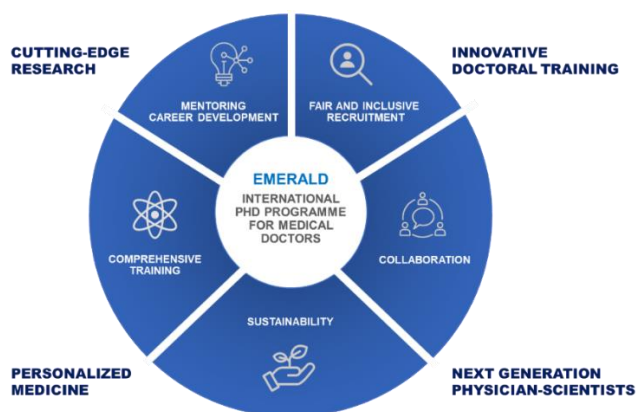 CUTTING-EDGE
RESEARCH
INNOVATIVE
DOCTORAL TRAINING
MENTORING
CAREER DEVELOPMENT
FAIR AND INCLUSIVE
RECRUITMENT
EMERALD
INTERNATIONAL
PHD PROGRAMME
FOR MEDICAL
DOCTORS
COMPREHENSIVE
TRAINING
COLLABORATION
SUSTAINABILITY
PERSONALIZED
MEDICINE
NEXT GENERATION
PHYSICIAN-SCIENTISTS